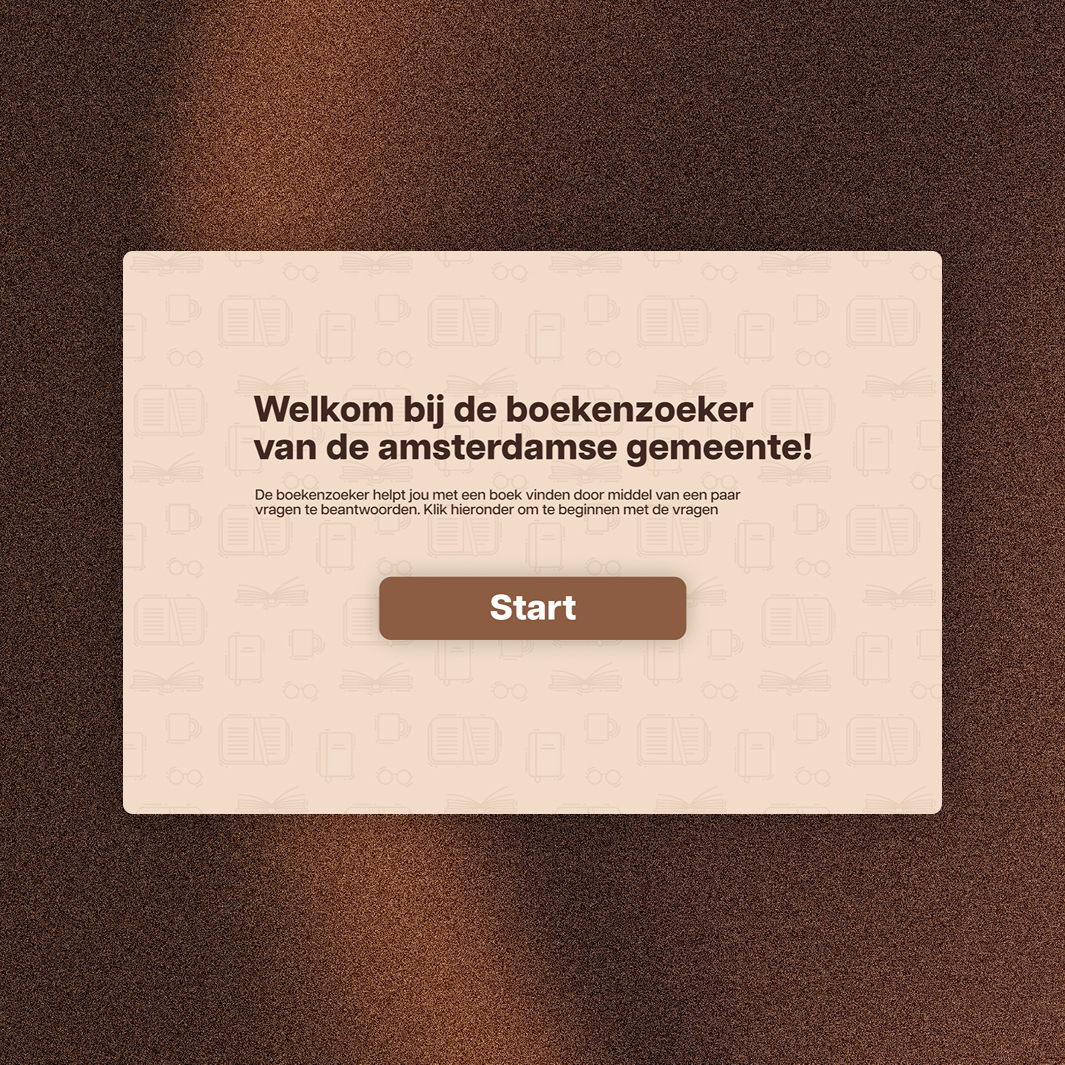 Welkom bij de boekenzoeker
van de amsterdamse gemeente!
De boekenzoeker helpt jou met een boek vinden door middel van een paar
vragen te beantwoorden. Klik hieronder om te beginnen met de vragen
Start